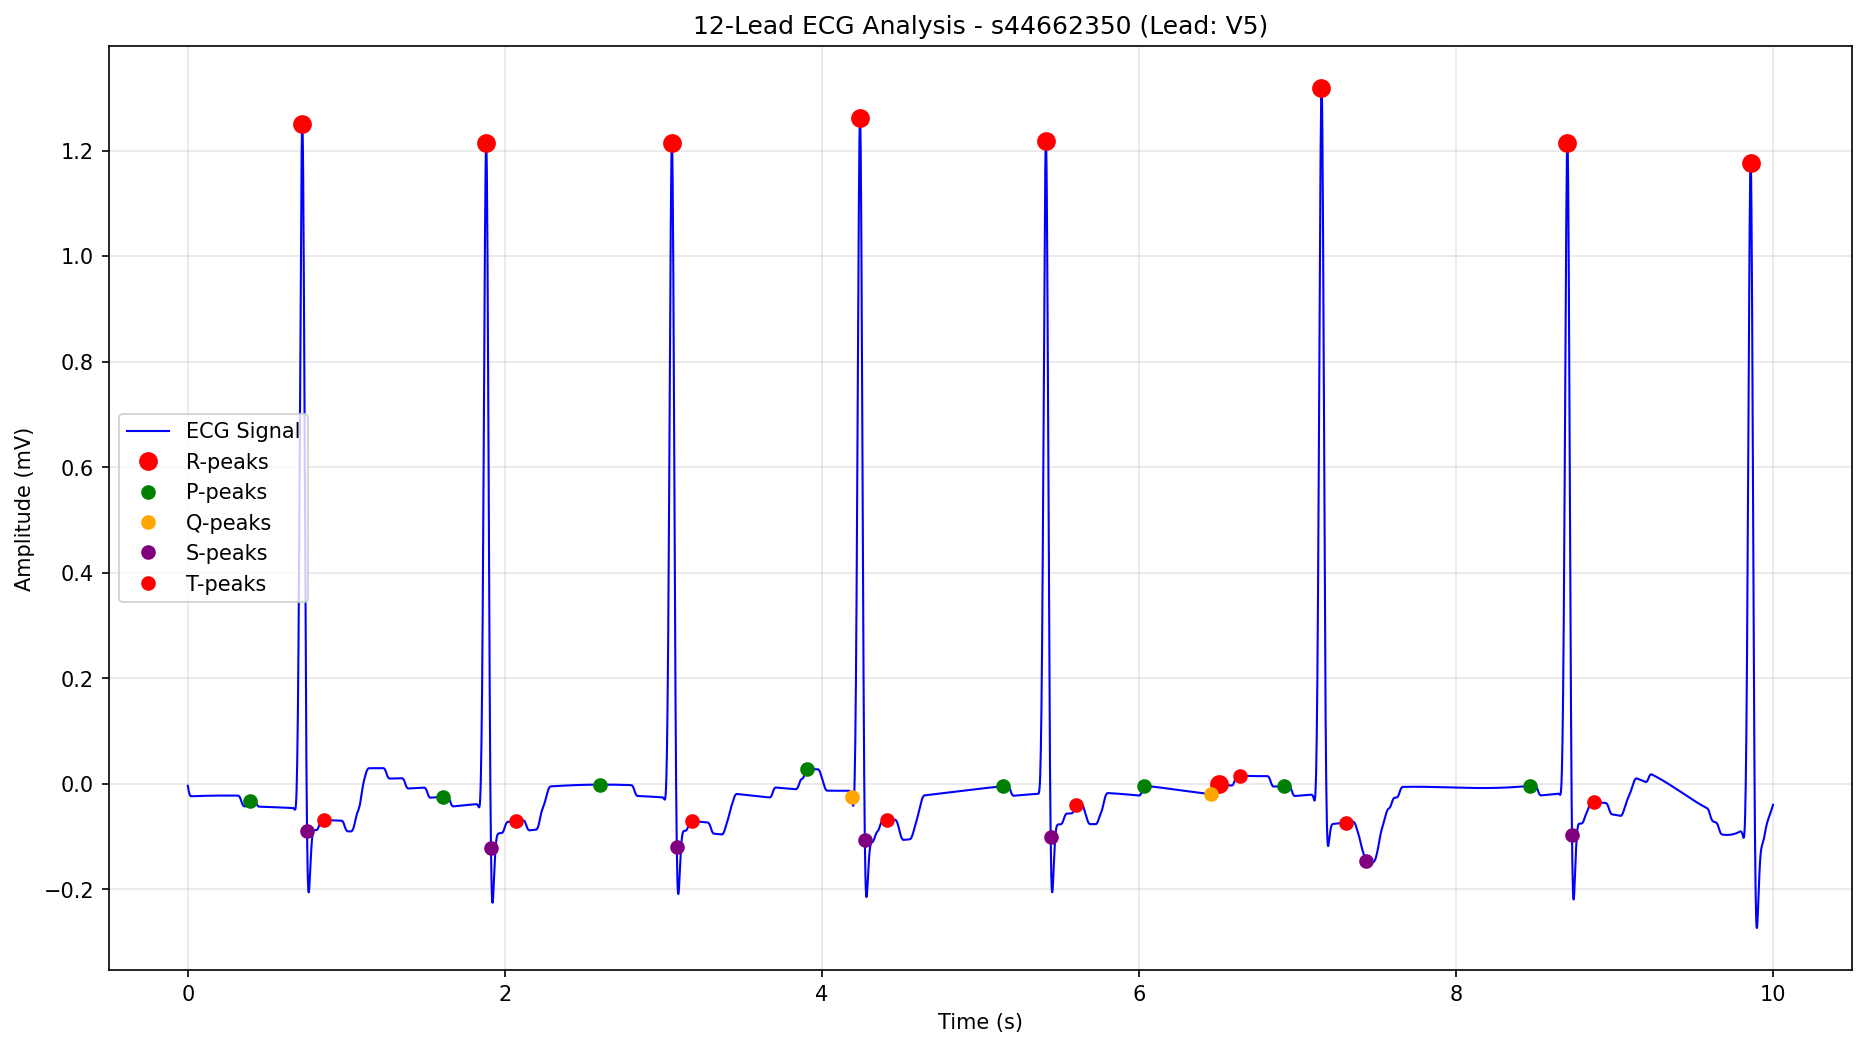 12-Lead ECG Analysis - s44662350 (Lead: V5)
1.2
1.0
0.8
0.6
0.4
0.2
0.0
−0.2
Amplitude (mV)
ECG Signal
R-peaks
P-peaks
Q-peaks
S-peaks
T-peaks
0 2 4 6 8 10
Time (s)